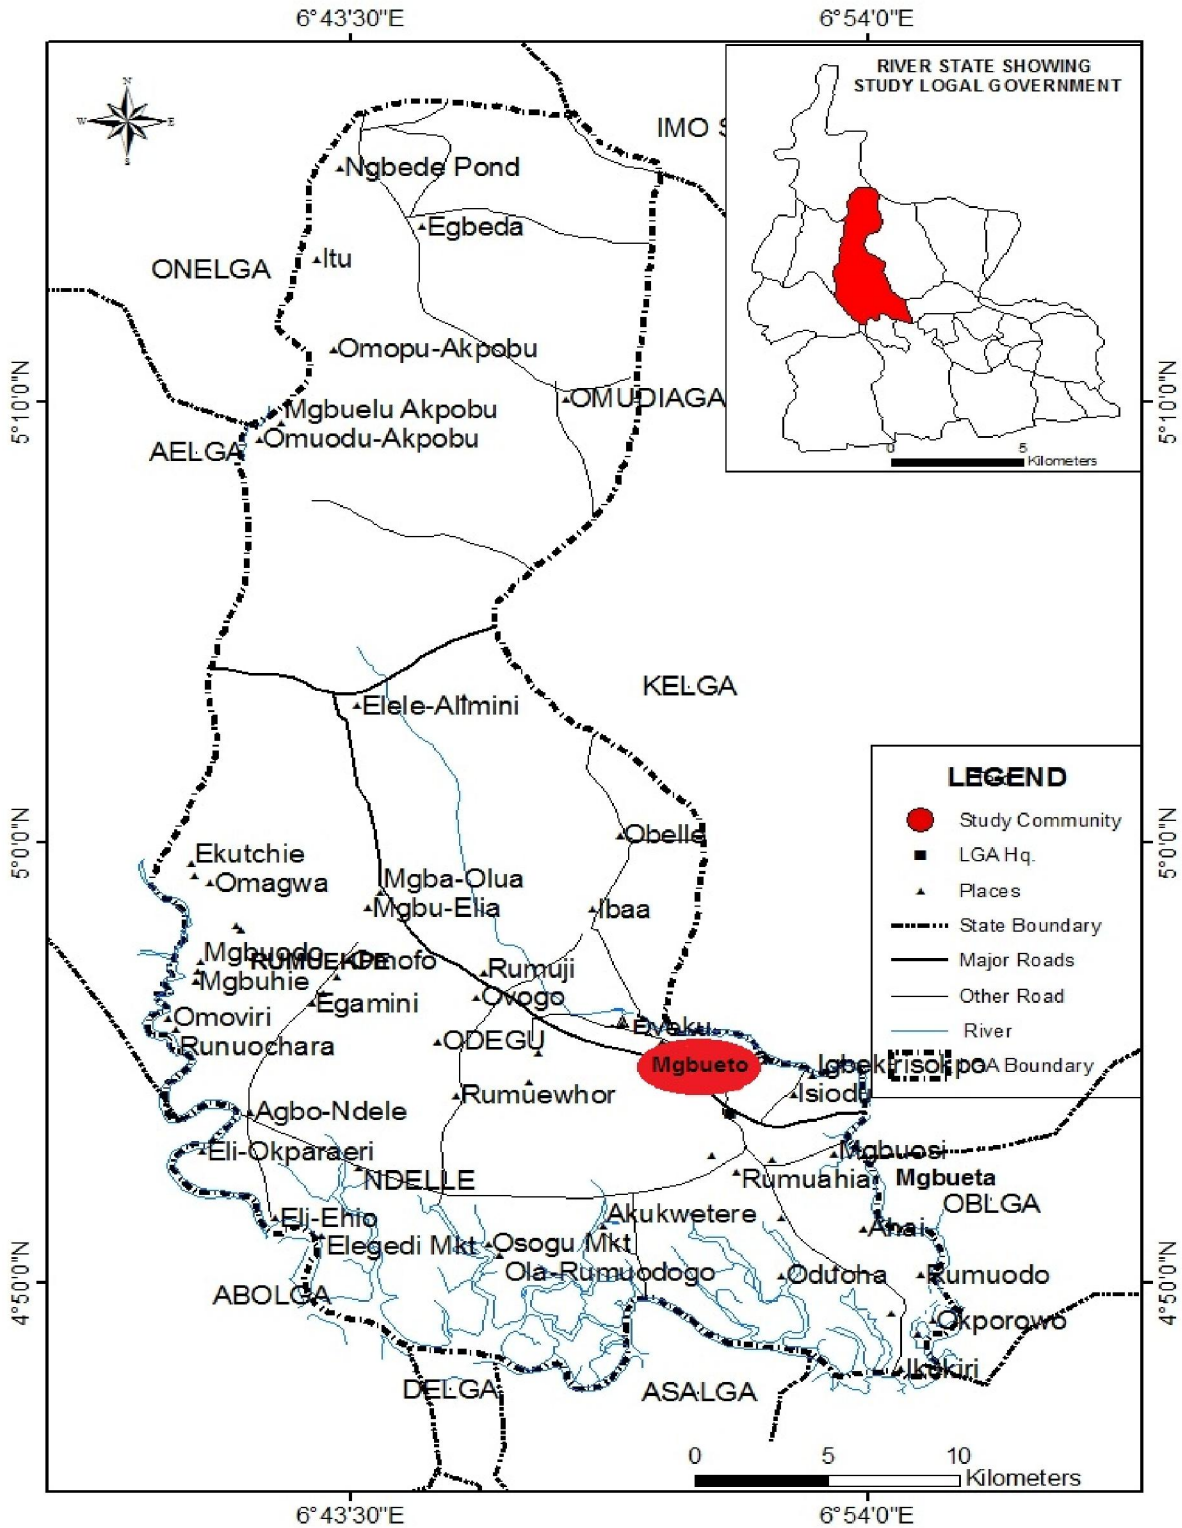 6°43'30"E
6°54'0"E
N
W
E
S
RIVER STATE SHOWING
STUDY LOGAL GOVERNMENT
IMO S
Ngbede Pond
Egbeda
Itu
ONELGA
Omopu-Akpobu
5°10'0"N
5°10'0"N
OMUDIAGA
Mgbuelu Akpobu
Omuodu-Akpobu
AELGA
0
5
Kilometers
KELGA
Elele-Alimini
LEGEND
Study Community
LGA Hq.
Places
State Boundary
Major Roads
Other Road
River
LGA Boundary
5°0'0"N
5°0'0"N
Obelle
Ekutchie
Omagwa
Mgba-Olua
Mgbu-Elia
Ibaa
Mgbuodo
RUMUEKPE
Mgbuhie
Rumuji
Ovogo
Egamini
Omoviri
Runuochara
ODEGU
Mgbueto
Igbekirisokpo
Isiodu
Rumuewhor
Agbo-Ndele
Eli-Okparaeri
NDELLE
Mgbuosi
Rumuahia
Mgbueta
OBLGA
Eli-Ehio
Elegedi Mkt
Akukwetere
Ahai
Osogu Mkt
Ola-Rumuodogo
Odufoha
Rumuodo
4°50'0"N
4°50'0"N
ABOLGA
Okporowo
Ikokiri
DELGA
ASALGA
0
5
10
Kilometers
6°43'30"E
6°54'0"E